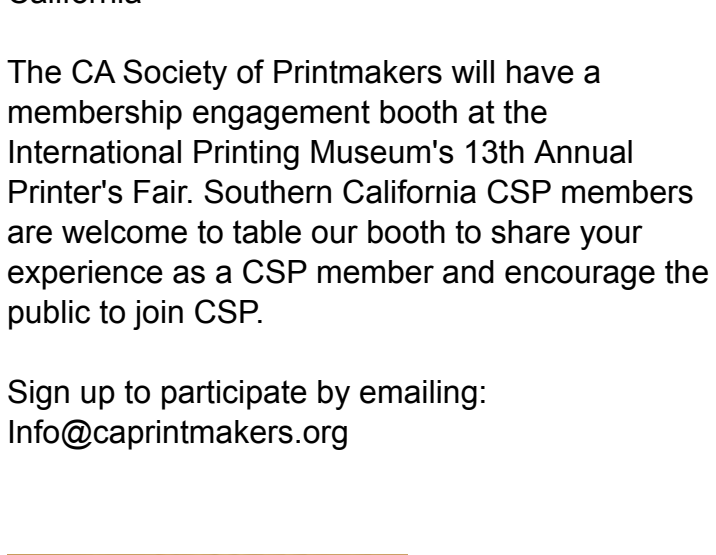 California
The CA Society of Printmakers will have a
membership engagement booth at the
International Printing Museum's 13th Annual
Printer's Fair. Southern California CSP members
are welcome to table our booth to share your
experience as a CSP member and encourage the
public to join CSP.
Sign up to participate by emailing:
Info@caprintmakers.org